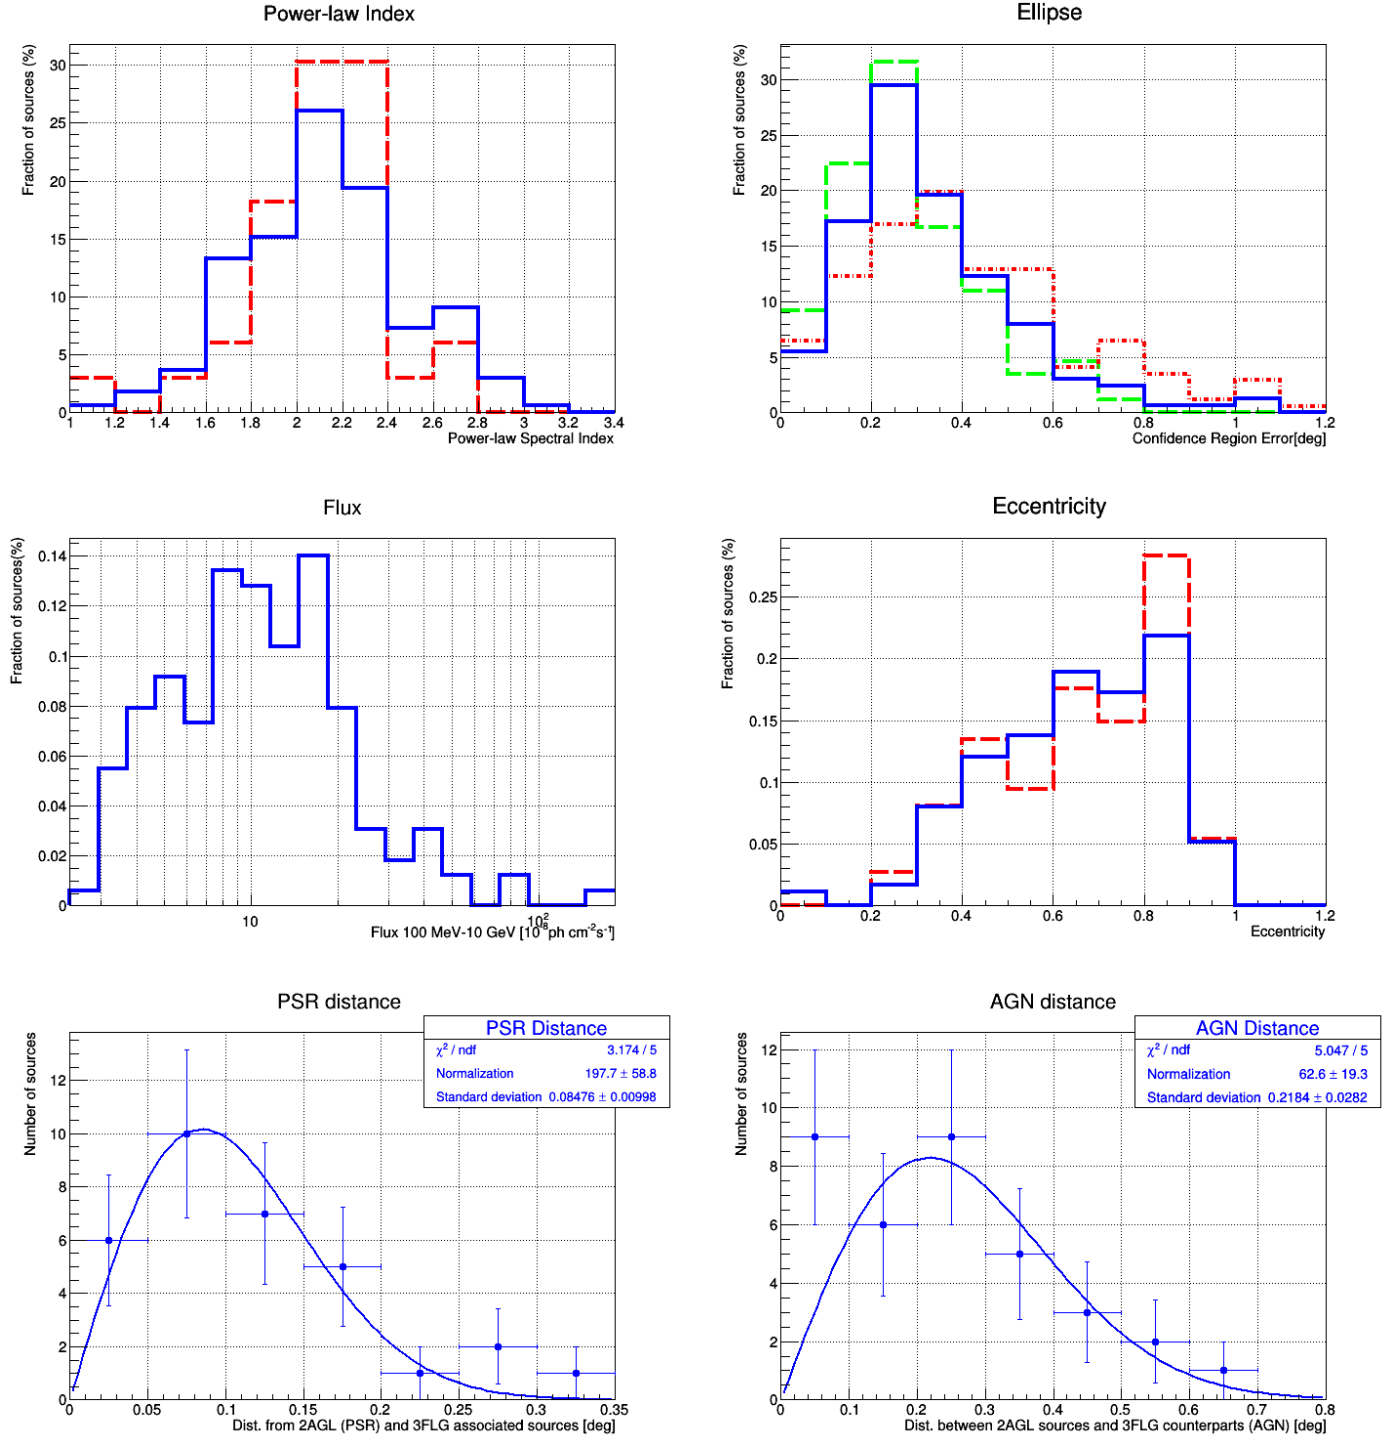 Power-law Index
Fraction of sources (%)
30
25
20
15
10
5
0
1 1.2 1.4 1.6 1.8 2 2.2 2.4 2.6 2.8 3 3.2 3.4
Power-law Spectral Index
Ellipse
Fraction of sources (%)
30
25
20
15
10
5
0
0 0.2 0.4 0.6 0.8 1 1.2
Confidence Region Error[deg]
Flux
Fraction of sources(%)
0.14
0.12
0.1
0.08
0.06
0.04
0.02
0
10 10²
Flux 100 MeV-10 GeV [10⁻⁸ph cm⁻²s⁻¹]
Eccentricity
Fraction of sources (%)
0.25
0.2
0.15
0.1
0.05
0
0 0.2 0.4 0.6 0.8 1 1.2
Eccentricity
PSR distance
PSR Distance
χ² / ndf 3.174 / 5
Normalization 197.7 ± 58.8
Standard deviation 0.08476 ± 0.00998
Number of sources
12
10
8
6
4
2
0
0 0.05 0.1 0.15 0.2 0.25 0.3 0.35
Dist. from 2AGL (PSR) and 3FLG associated sources [deg]
AGN distance
AGN Distance
χ² / ndf 5.047 / 5
Normalization 62.6 ± 19.3
Standard deviation 0.2184 ± 0.0282
Number of sources
12
10
8
6
4
2
0
0 0.1 0.2 0.3 0.4 0.5 0.6 0.7 0.8
Dist. between 2AGL sources and 3FLG counterparts (AGN) [deg]